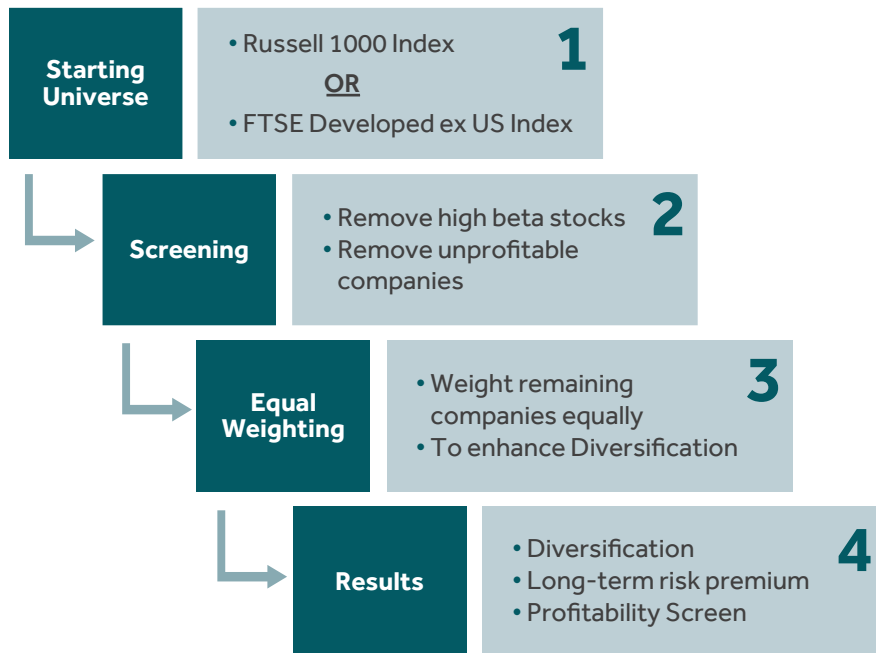 Starting
Universe
• Russell 1000 Index
OR
• FTSE Developed ex US Index
1
Screening
• Remove high beta stocks
• Remove unprofitable
companies
2
Equal
Weighting
• Weight remaining
companies equally
• To enhance Diversification
3
Results
• Diversification
• Long-term risk premium
• Profitability Screen
4